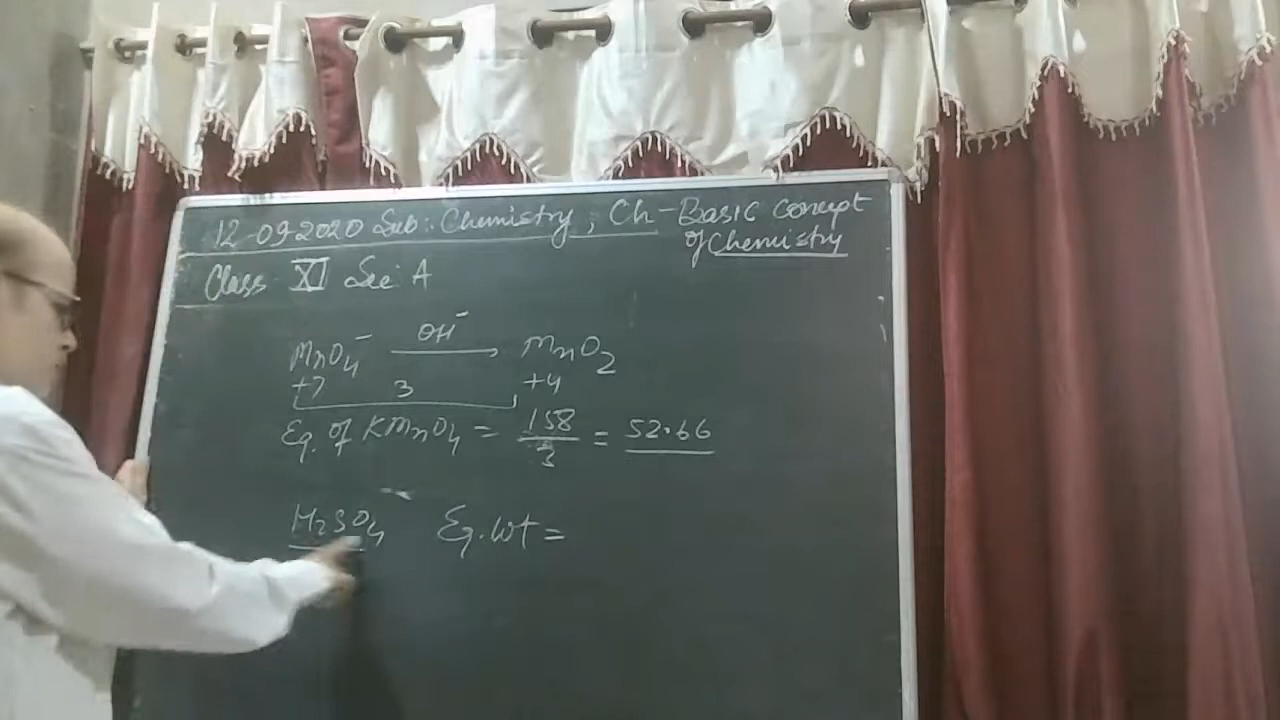 12-09-2020 Sub: Chemistry, Ch-Basic concept
of Chemistry
Class XI Sec A
MnO4⁻ OH⁻ → MnO2
+7 3 +4
Eq. of KMnO4 = 158/3 = 52.66
H2SO4 Eq. wt =